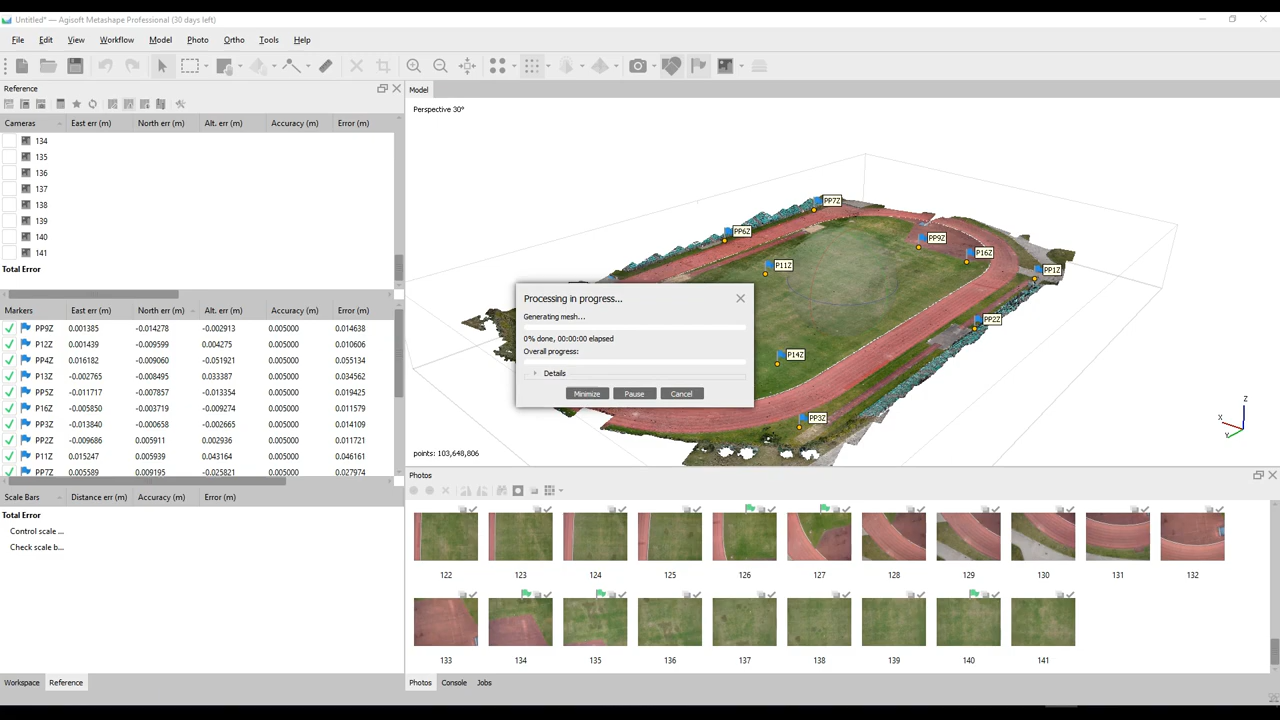 Untitled* — Agisoft Metashape Professional (30 days left)
File Edit View Workflow Model Photo Ortho Tools Help
Reference
Model
Cameras East err (m) North err (m) Alt. err (m) Accuracy (m) Error (m)
134
135
136
137
138
139
140
141
Total Error
Markers East err (m) North err (m) Alt. err (m) Accuracy (m) Error (m)
PP9Z 0.001385 -0.014278 -0.002913 0.005000 0.014638
P12Z 0.001439 -0.009599 0.004275 0.005000 0.010606
PP4Z 0.016182 -0.009060 -0.051921 0.005000 0.055134
P13Z -0.002765 -0.008495 0.033387 0.005000 0.034562
PP5Z -0.011717 -0.007857 -0.013354 0.005000 0.019425
P16Z -0.005850 -0.003719 -0.009274 0.005000 0.011579
PP3Z -0.013840 -0.000658 -0.002665 0.005000 0.014109
PP2Z -0.009686 0.005911 0.002936 0.005000 0.011721
P11Z 0.015247 0.005939 0.043164 0.005000 0.046161
PP7Z 0.005589 0.009195 -0.025821 0.005000 0.027974
Scale Bars Distance err (m) Accuracy (m) Error (m)
Total Error
Control scale ...
Check scale b...
Workspace Reference
Perspective 30°
PP7Z
PP6Z
PP9Z
P16Z
P11Z
PP1Z
PP2Z
P14Z
PP3Z
Z
X
Y
Processing in progress...
Generating mesh...
0% done, 00:00:00 elapsed
Overall progress:
Details
Minimize Pause Cancel
points: 103,648,806
Photos
122 123 124 125 126 127 128 129 130 131 132
133 134 135 136 137 138 139 140 141
Photos Console Jobs